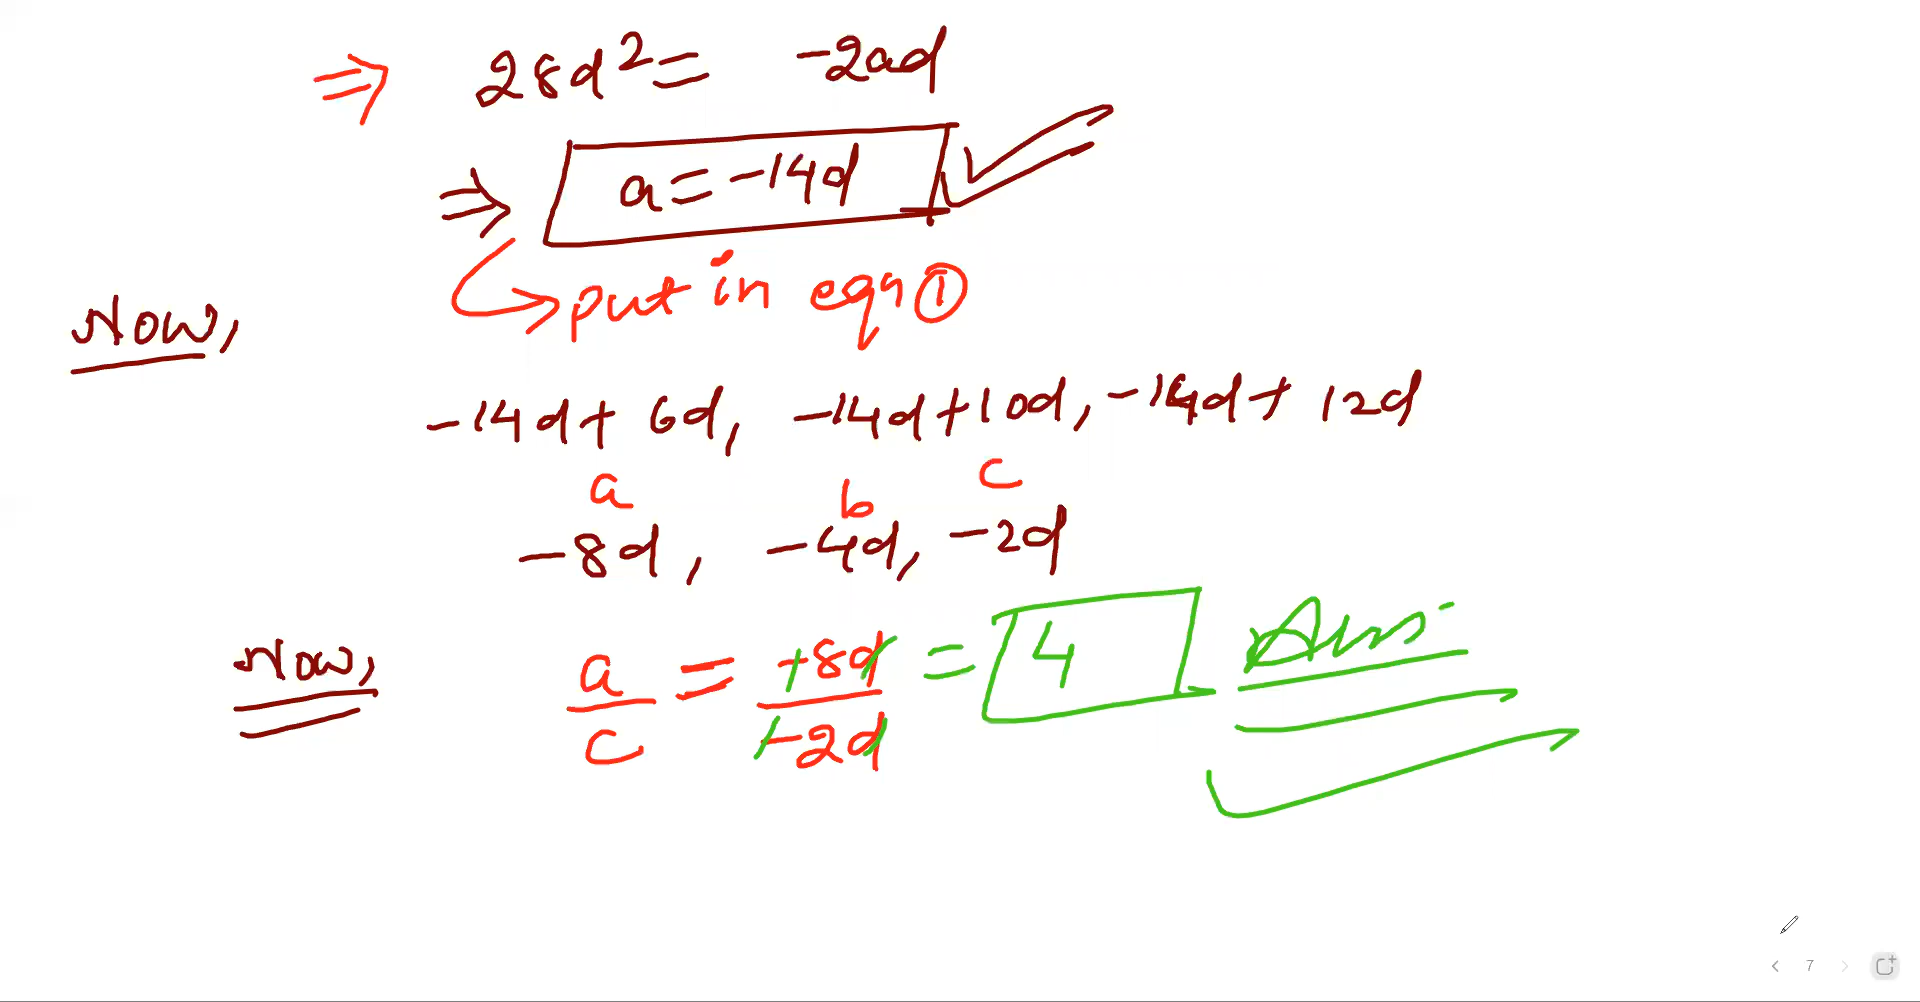 ⇒ 28d² = -2ad
⇒ a = -14d
put in eqn ①
Now,
-14d + 6d, -14d + 10d, -14d + 12d
a b c
-8d, -4d, -2d
Now, a/c = -8d/-2d = 4 Ans.
7